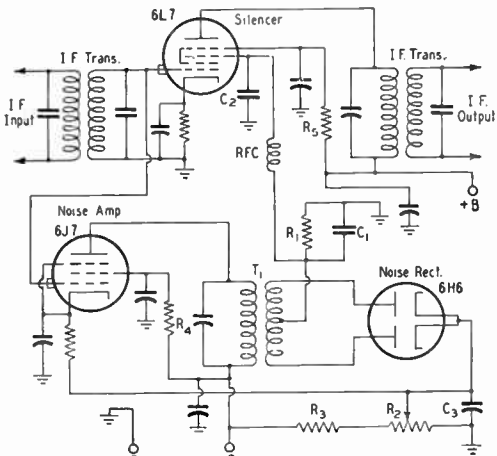 6L7
Silencer
I F Trans.
I F Trans.
I F
Input
C2
R5
RFC
I F.
Output
+B
Noise Amp
6J7
R1
C1
T1
Noise Rect.
6H6
R4
R3
R2
C3